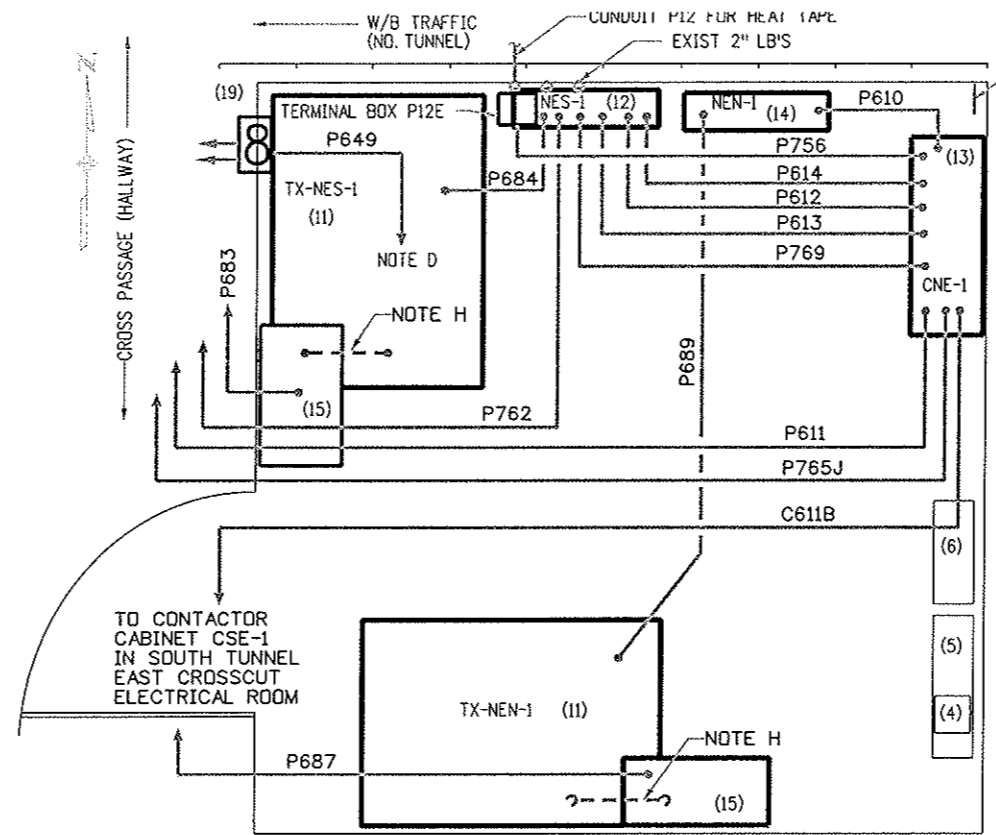 W/B TRAFFIC
(NO. TUNNEL)
CONDUIT P12 FOR HEAT TAPE
EXIST 2" LB'S
N
CROSS PASSAGE (HALLWAY)
(19)
TERMINAL BOX P12E
NES-1 (12)
NEN-1
(14)
P610
P649
P756
(13)
TX-NES-1
(11)
P684
P614
P612
P613
NOTE D
P769
CNE-1
P683
NOTE H
P689
(15)
P762
P611
P765J
C611B
(6)
TO CONTACTOR
CABINET CSE-1
IN SOUTH TUNNEL
EAST CROSSCUT
ELECTRICAL ROOM
(5)
TX-NEN-1 (11)
(4)
NOTE H
P687
(15)